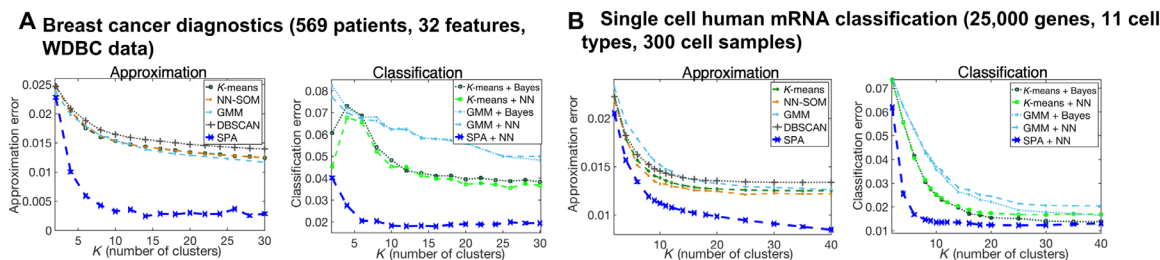 A Breast cancer diagnostics (569 patients, 32 features,
WDBC data)
Approximation
Approximation error
0.025
0.02
0.015
0.01
0.005
5 10 15 20 25 30
K (number of clusters)
K-means
NN-SOM
GMM
DBSCAN
SPA
Classification
Classification error
0.08
0.07
0.06
0.05
0.04
0.03
0.02
5 10 15 20 25 30
K (number of clusters)
K-means + Bayes
K-means + NN
GMM + Bayes
GMM + NN
SPA + NN
B Single cell human mRNA classification (25,000 genes, 11 cell
types, 300 cell samples)
Approximation
Approximation error
0.02
0.015
0.01
10 20 30 40
K (number of clusters)
K-means
NN-SOM
GMM
DBSCAN
SPA
Classification
Classification error
0.07
0.06
0.05
0.04
0.03
0.02
0.01
10 20 30 40
K (number of clusters)
K-means + Bayes
K-means + NN
GMM + Bayes
GMM + NN
SPA + NN